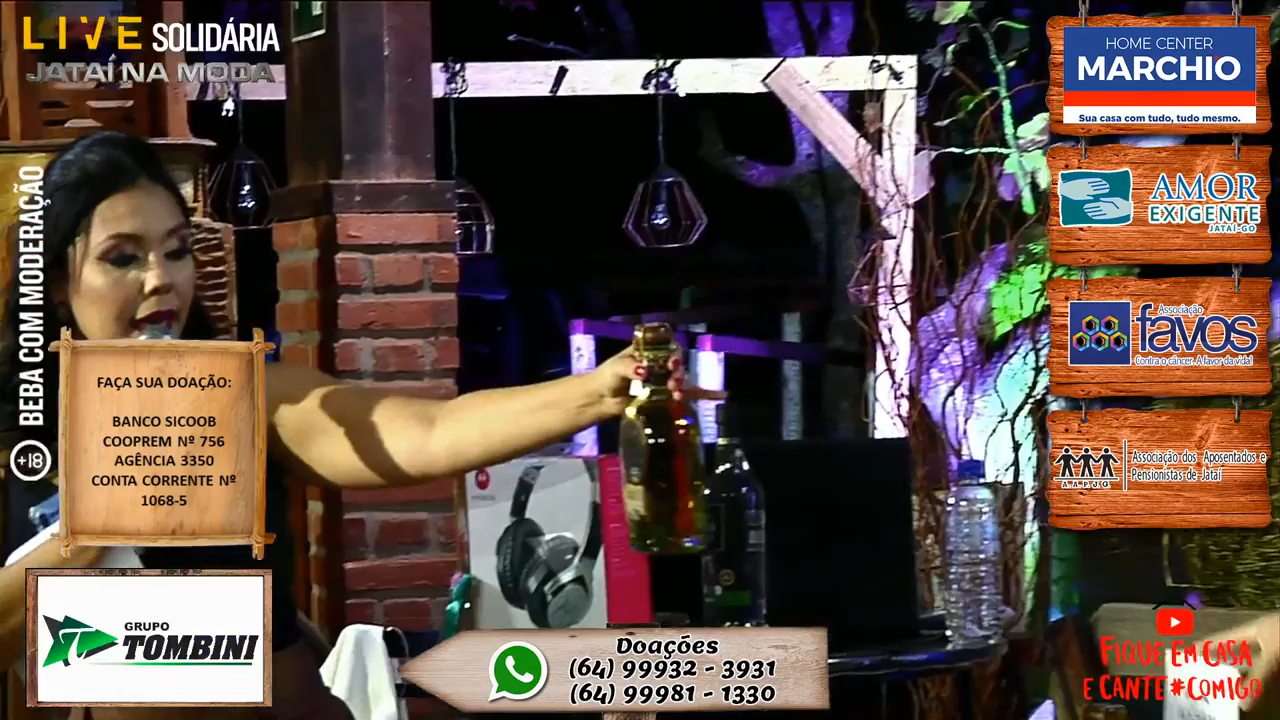 LIVE SOLIDÁRIA
JATAÍ NA MODA
BEBA COM MODERAÇÃO
+18
FAÇA SUA DOAÇÃO:
BANCO SICOOB
COOPREM Nº 756
AGÊNCIA 3350
CONTA CORRENTE Nº
1068-5
GRUPO
TOMBINI
Doações
(64) 99932 - 3931
(64) 99981 - 1330
HOME CENTER
MARCHIO
Sua casa com tudo, tudo mesmo.
AMOR
EXIGENTE
JATAÍ-GO
Associação
favos
Contra o câncer. A favor da vida!
Associação dos Aposentados e
Pensionistas de Jataí
A.A.P.J.G
FIQUE EM CASA
E CANTE #COMIGO